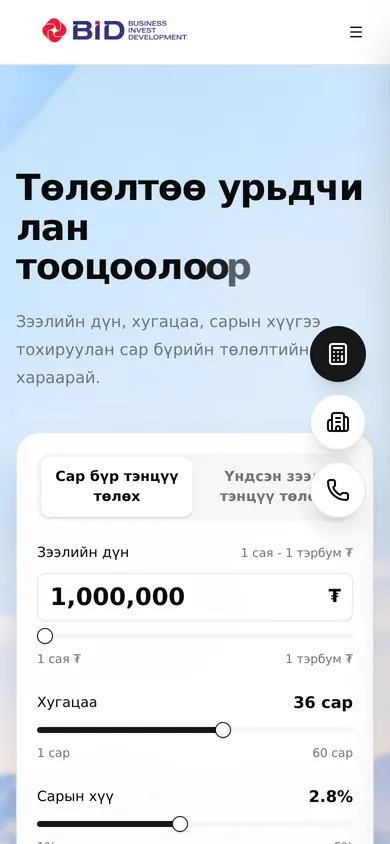 BiD BUSINESS
INVEST
DEVELOPMENT
Төлөлтөө урьдчи
лан
тооцоолоор
Зээлийн дүн, хугацаа, сарын хүүгээ
тохируулан сар бүрийн төлөлтийн
хараарай.
Сар бүр тэнцүү
төлөх
Үндсэн
тэнцүү
Зээлийн дүн
1 сая - 1 тэрбум ₮
1,000,000 ₮
1 сая ₮
1 тэрбум ₮
Хугацаа
36 сар
1 сар
60 сар
Сарын хүү
2.8%